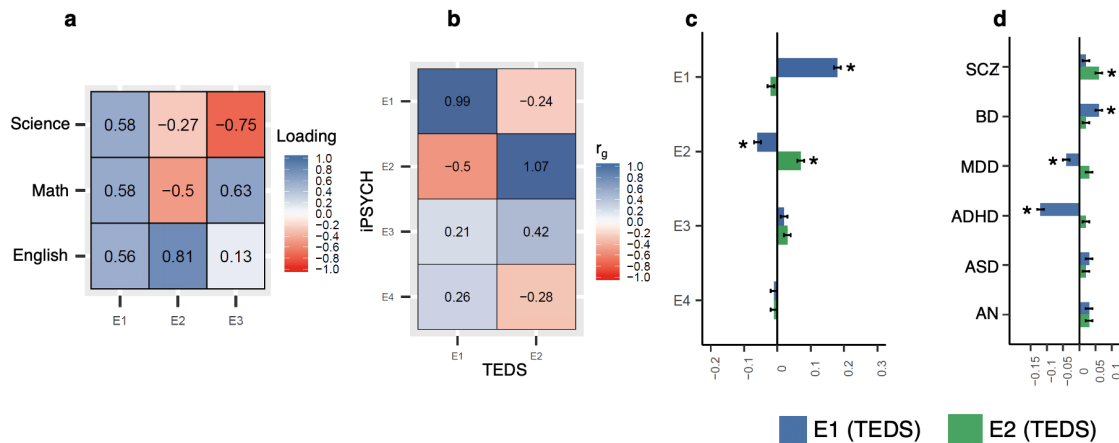 a
b
c
d
Science
Math
English
0.58
−0.27
−0.75
0.58
−0.5
0.63
0.56
0.81
0.13
E1
E2
E3
Loading
1.0
0.8
0.6
0.4
0.2
0.0
−0.2
−0.4
−0.6
−0.8
−1.0
iPSYCH
E1
E2
E3
E4
0.99
−0.24
−0.5
1.07
0.21
0.42
0.26
−0.28
E1
E2
TEDS
rg
1.0
0.8
0.6
0.4
0.2
0.0
−0.2
−0.4
−0.6
−0.8
−1.0
E1
*
E2
*
*
E3
E4
−0.2
−0.1
0
0.1
0.2
0.3
SCZ
*
BD
*
MDD
*
ADHD
*
ASD
AN
−0.15
−0.1
−0.05
0
0.05
0.1
E1 (TEDS)
E2 (TEDS)